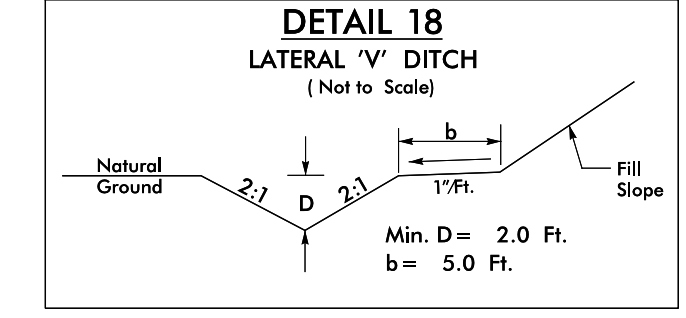 DETAIL 18
LATERAL 'V' DITCH
( Not to Scale)
b
Natural
Ground
2:1
D
2:1
1"/Ft.
Fill
Slope
Min. D = 2.0 Ft.
b = 5.0 Ft.